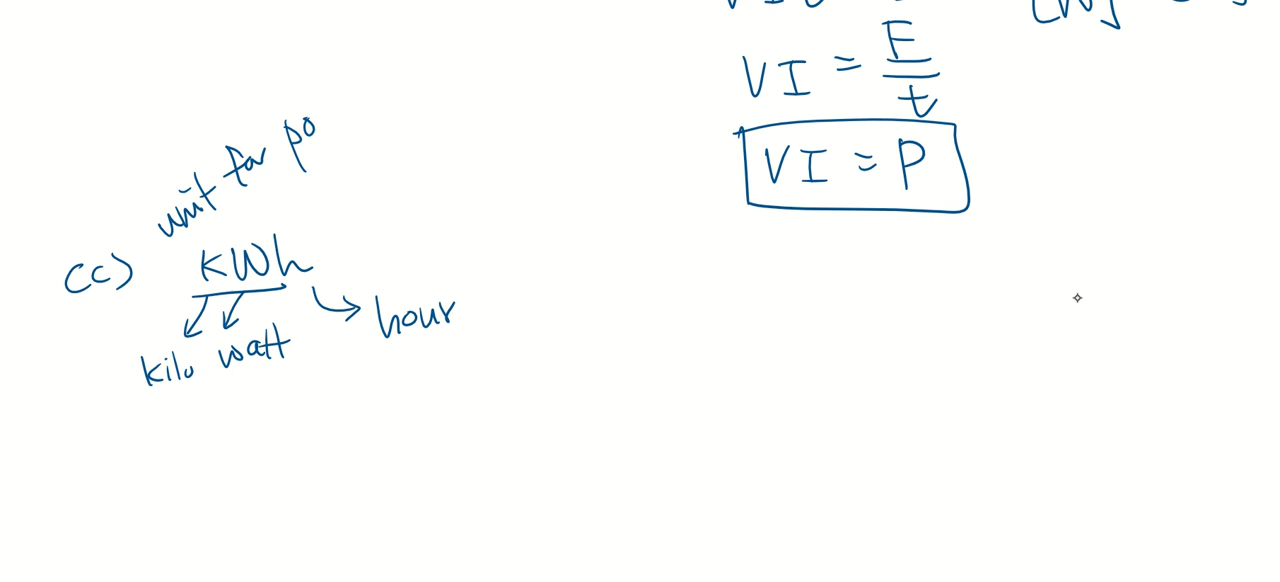 [W]
VI = E/t
VI = P
unit for po
(c) kWh
kilo watt
hour